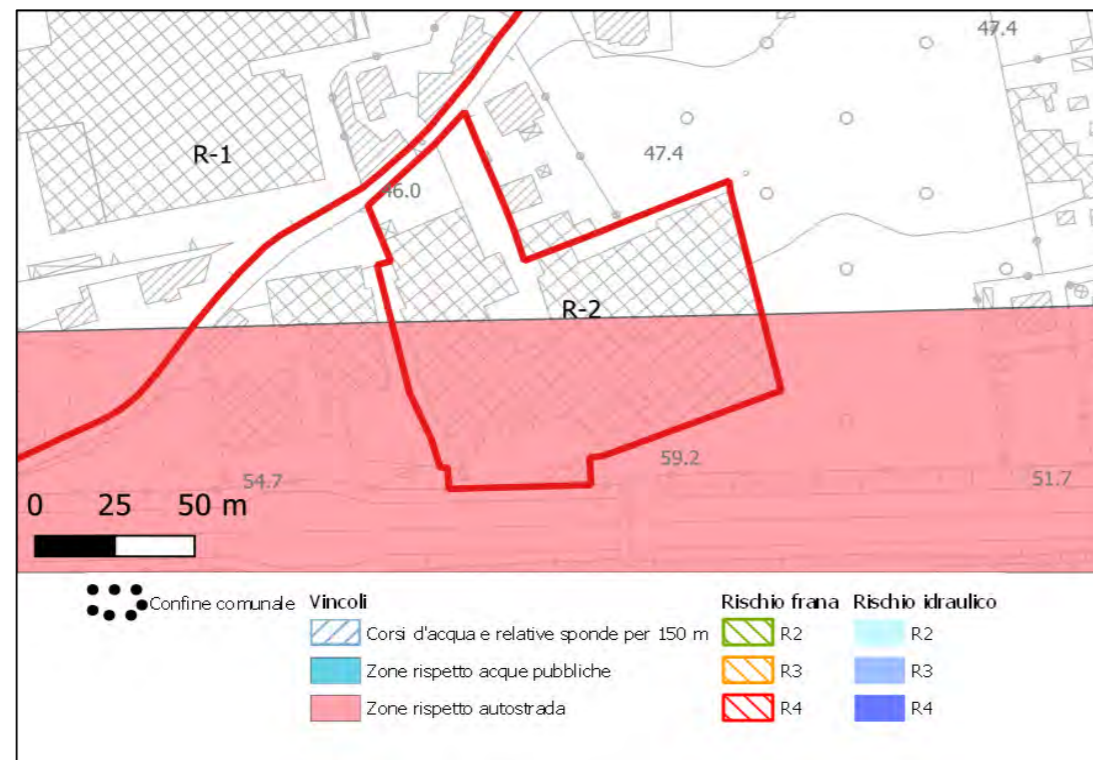 47.4
R-1
47.4
46.0
R-2
59.2
54.7
51.7
0 25 50 m
Confine comunale
Vincoli
Corsi d'acqua e relative sponde per 150 m
Zone rispetto acque pubbliche
Zone rispetto autostrada
Rischio frana
R2
R3
R4
Rischio idraulico
R2
R3
R4